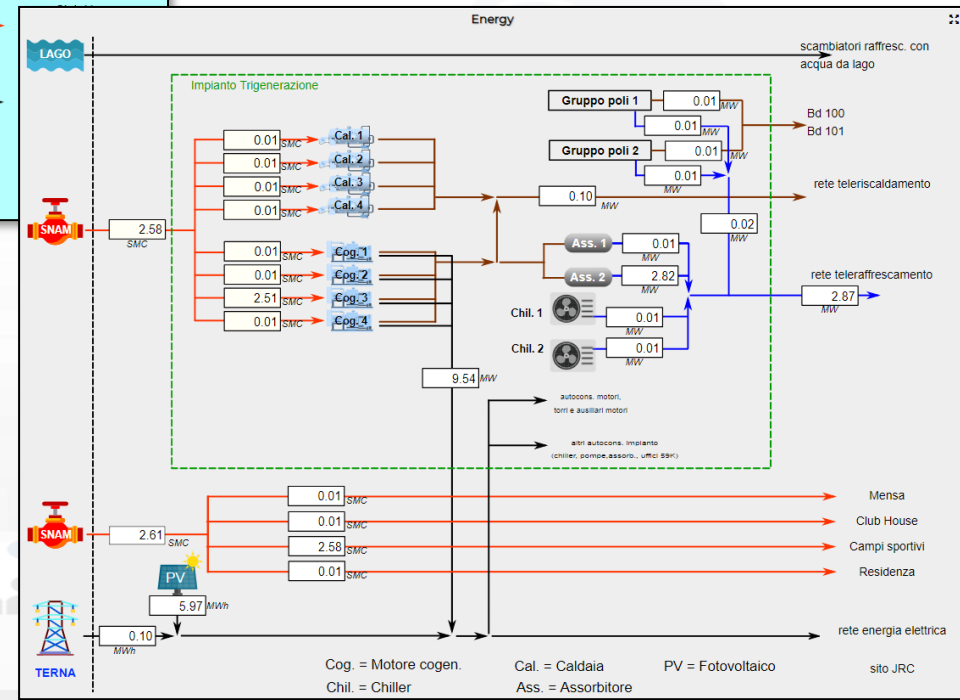 Energy
LAGO
scambiatori raffresc. con
acqua da lago
Impianto Trigenerazione
Gruppo poli 1
0.01
MW
0.01
MW
Bd 100
Bd 101
Gruppo poli 2
0.01
MW
0.01
MW
0.01
SMC
Cal. 1
0.01
SMC
Cal. 2
0.01
SMC
Cal. 3
0.01
SMC
Cal. 4
rete teleriscaldamento
0.10
MW
SNAM
2.58
SMC
0.02
MW
0.01
SMC
Cog. 1
0.01
SMC
Cog. 2
2.51
SMC
Cog. 3
0.01
SMC
Cog. 4
Ass. 1
0.01
MW
Ass. 2
2.82
MW
rete teleraffrescamento
2.87
MW
Chil. 1
0.01
MW
Chil. 2
0.01
MW
9.54
MW
autocons. motori,
torri e ausiliari motori
altri autocons. impianto
(chiller, pompe,assorb., uffici 59K)
SNAM
2.61
SMC
0.01
SMC
Mensa
0.01
SMC
Club House
2.58
SMC
Campi sportivi
0.01
SMC
Residenza
PV
5.97
MWh
0.10
MWh
TERNA
rete energia elettrica
sito JRC
Cog. = Motore cogen.
Cal. = Caldaia
PV = Fotovoltaico
Chil. = Chiller
Ass. = Assorbitore